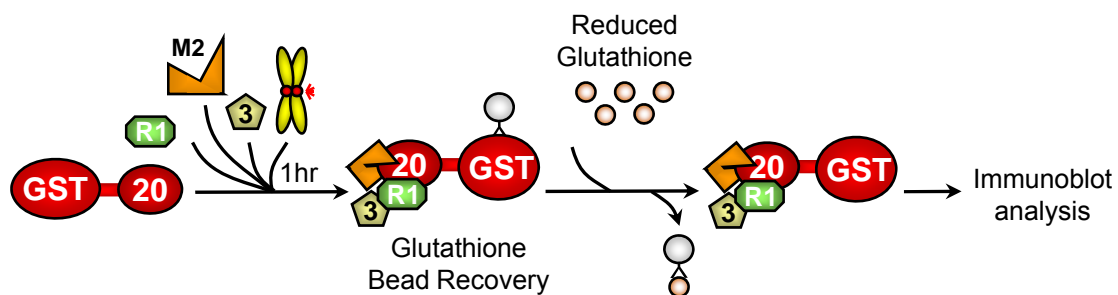 Reduced
Glutathione
M2
3
R1
GST
20
1hr
20
GST
R1
3
20
GST
R1
3
Immunoblot
analysis
Glutathione
Bead Recovery